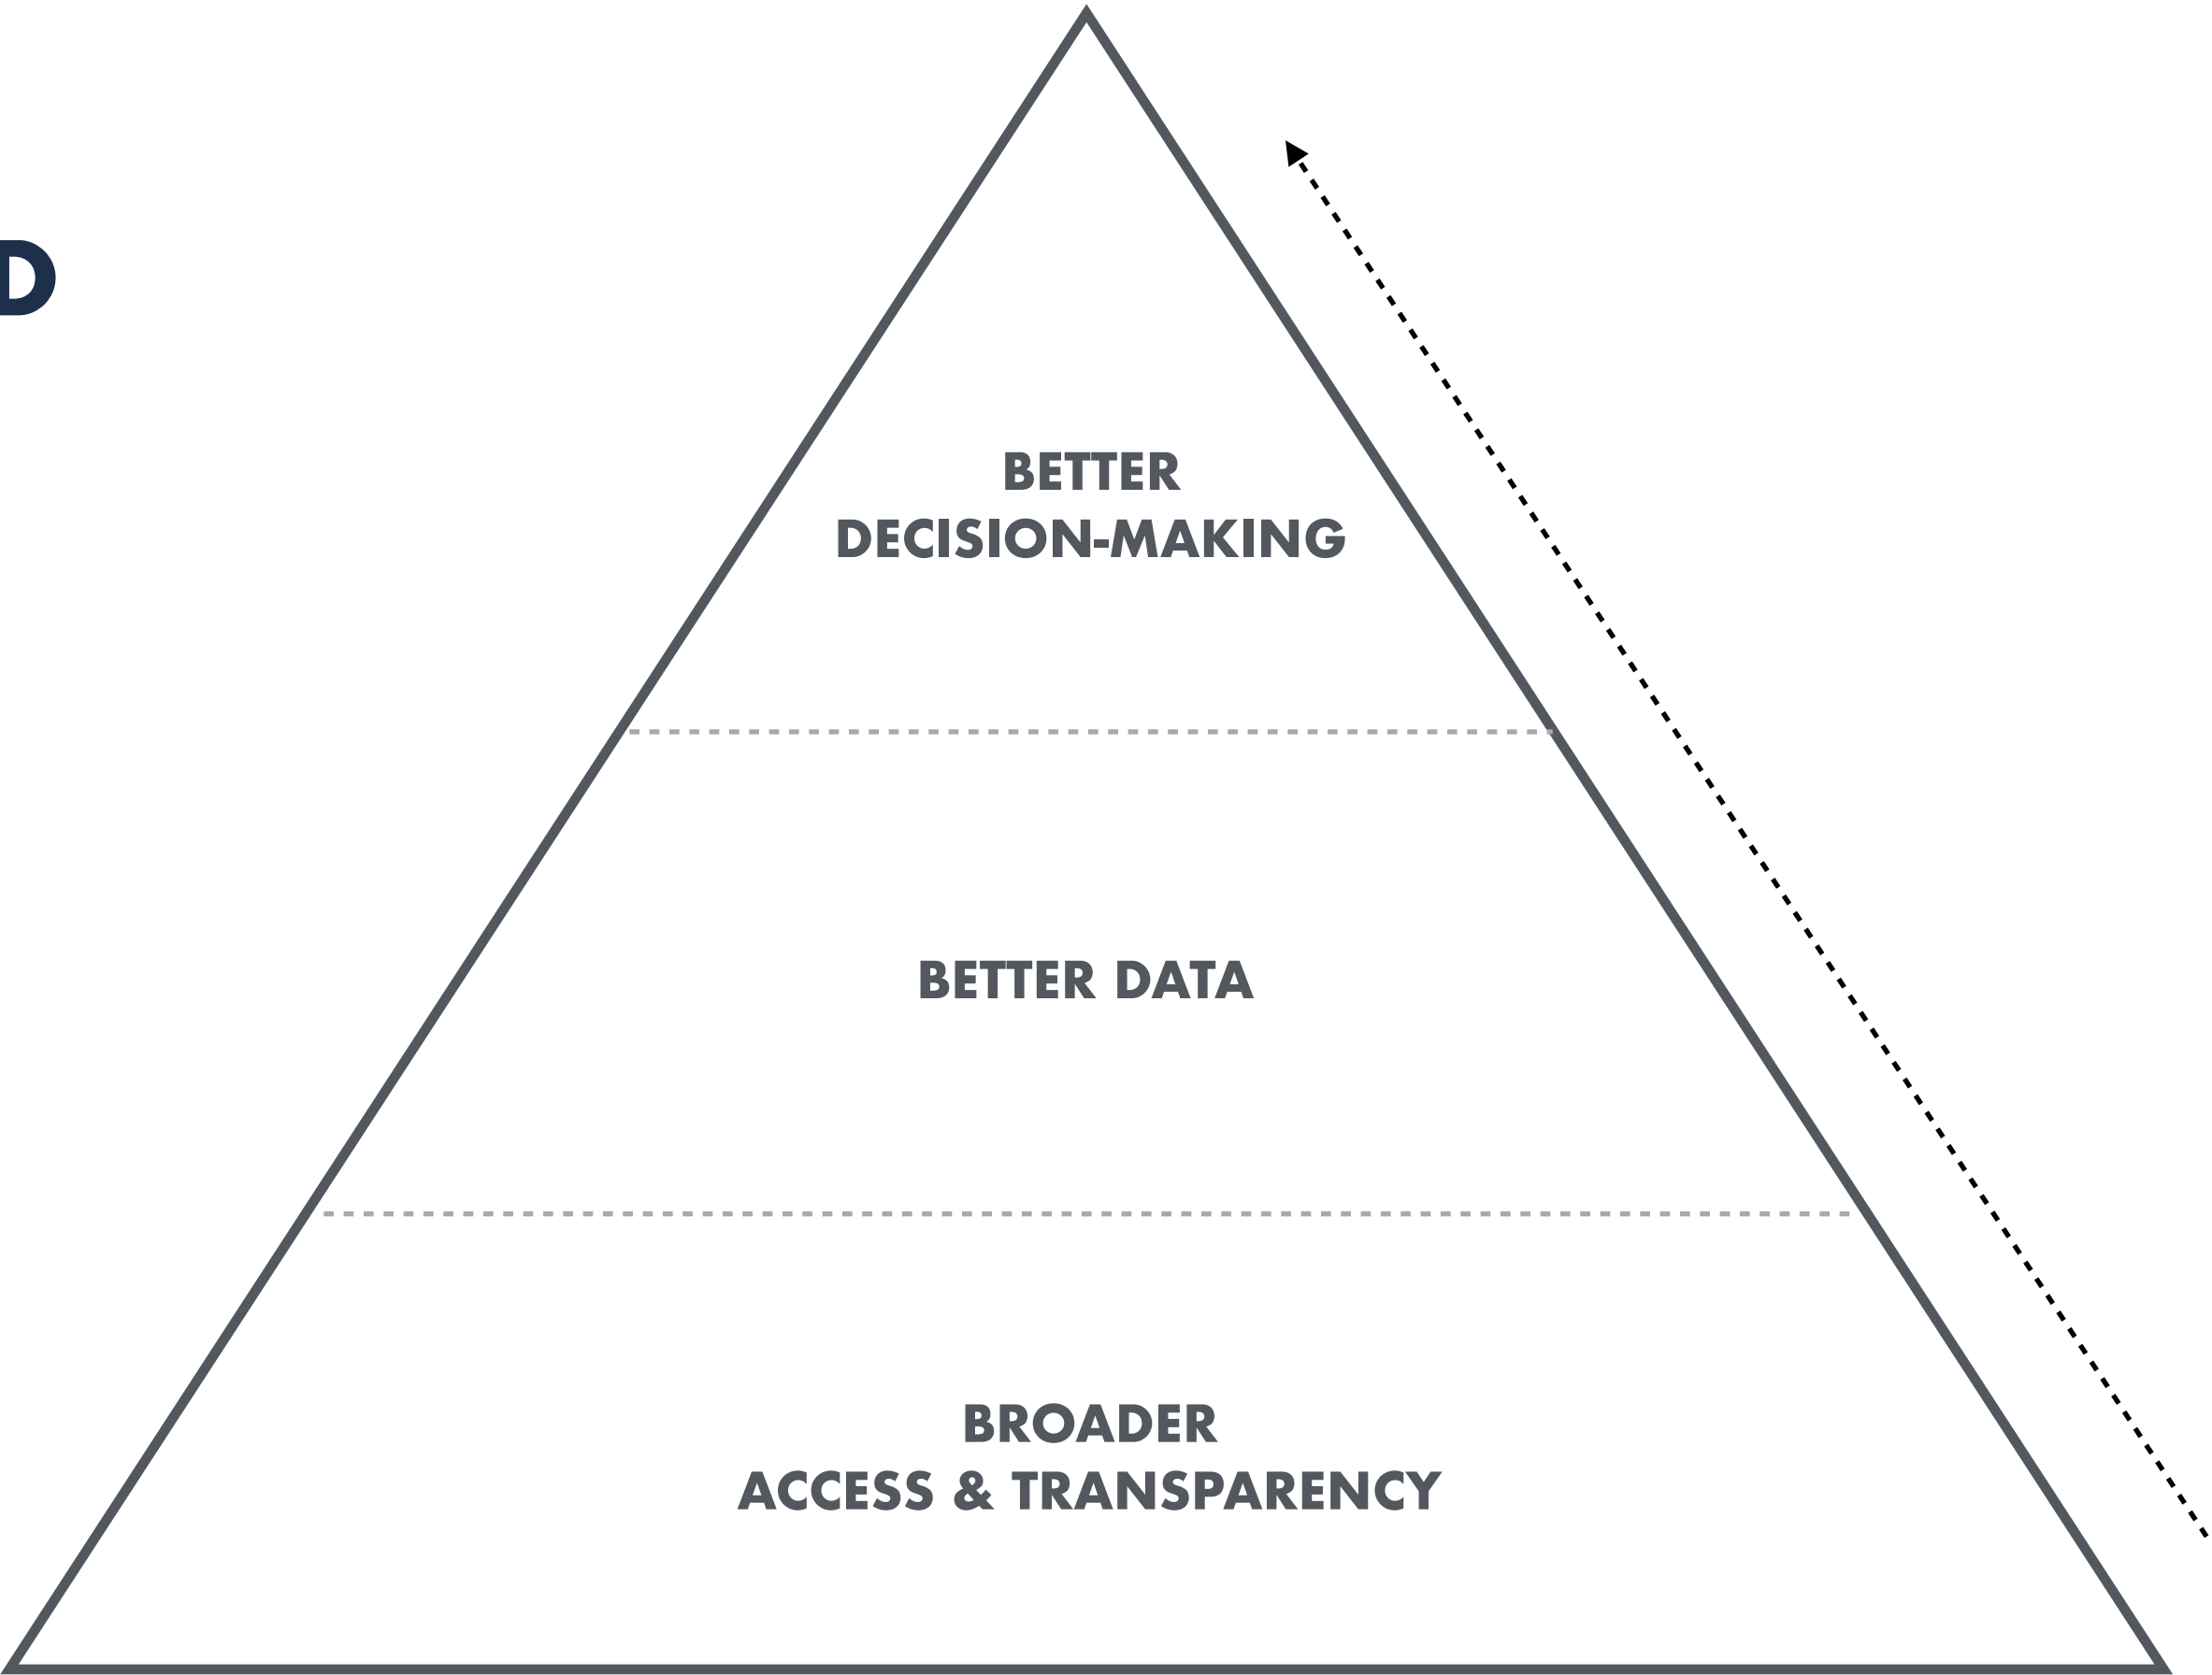 D
BETTER
DECISION-MAKING
BETTER DATA
BROADER
ACCESS & TRANSPARENCY